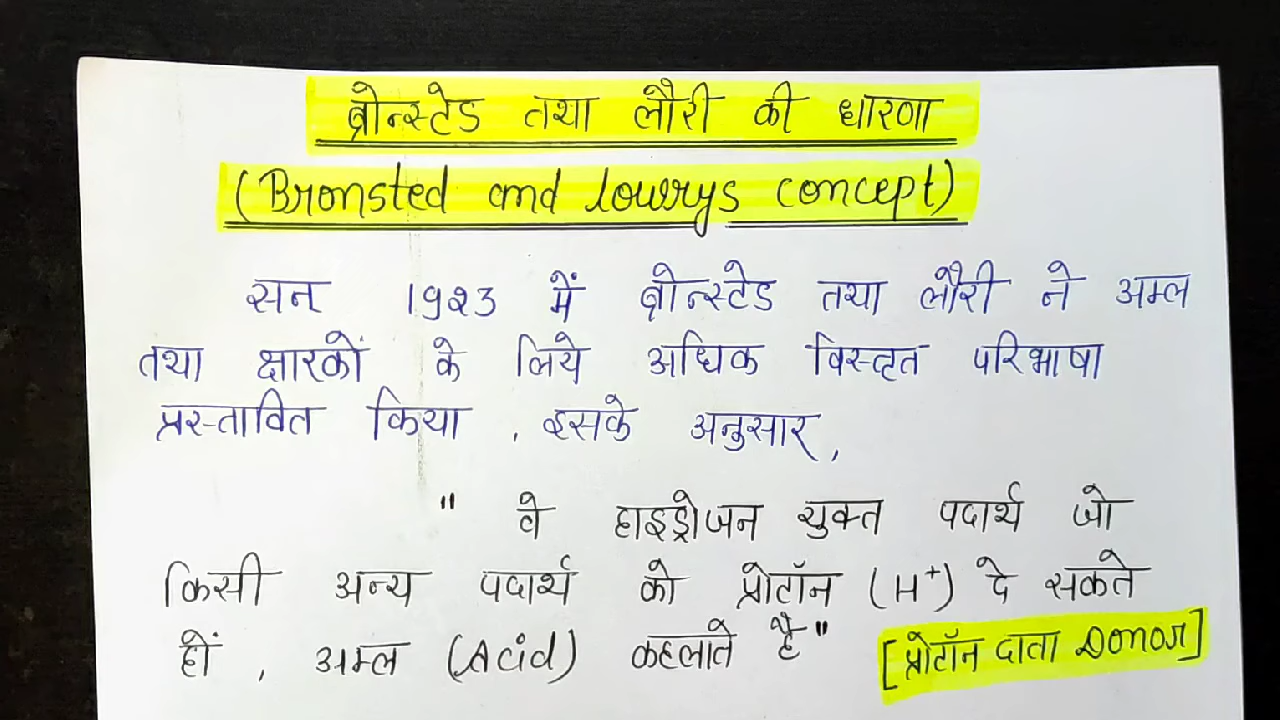 ब्रोन्स्टेड तथा लौरी की धारणा
(Bronsted and lowrys concept)
सन् 1923 में ब्रोन्स्टेड तथा लौरी ने अम्ल
तथा क्षारकों के लिये अधिक विस्तृत परिभाषा
प्रस्तावित किया , इसके अनुसार,
" वे हाइड्रोजन युक्त पदार्थ जो
किसी अन्य पदार्थ को प्रोटॉन (H⁺) दे सकते
हों , अम्ल (Acid) कहलाते है" [प्रोटॉन दाता Donor]